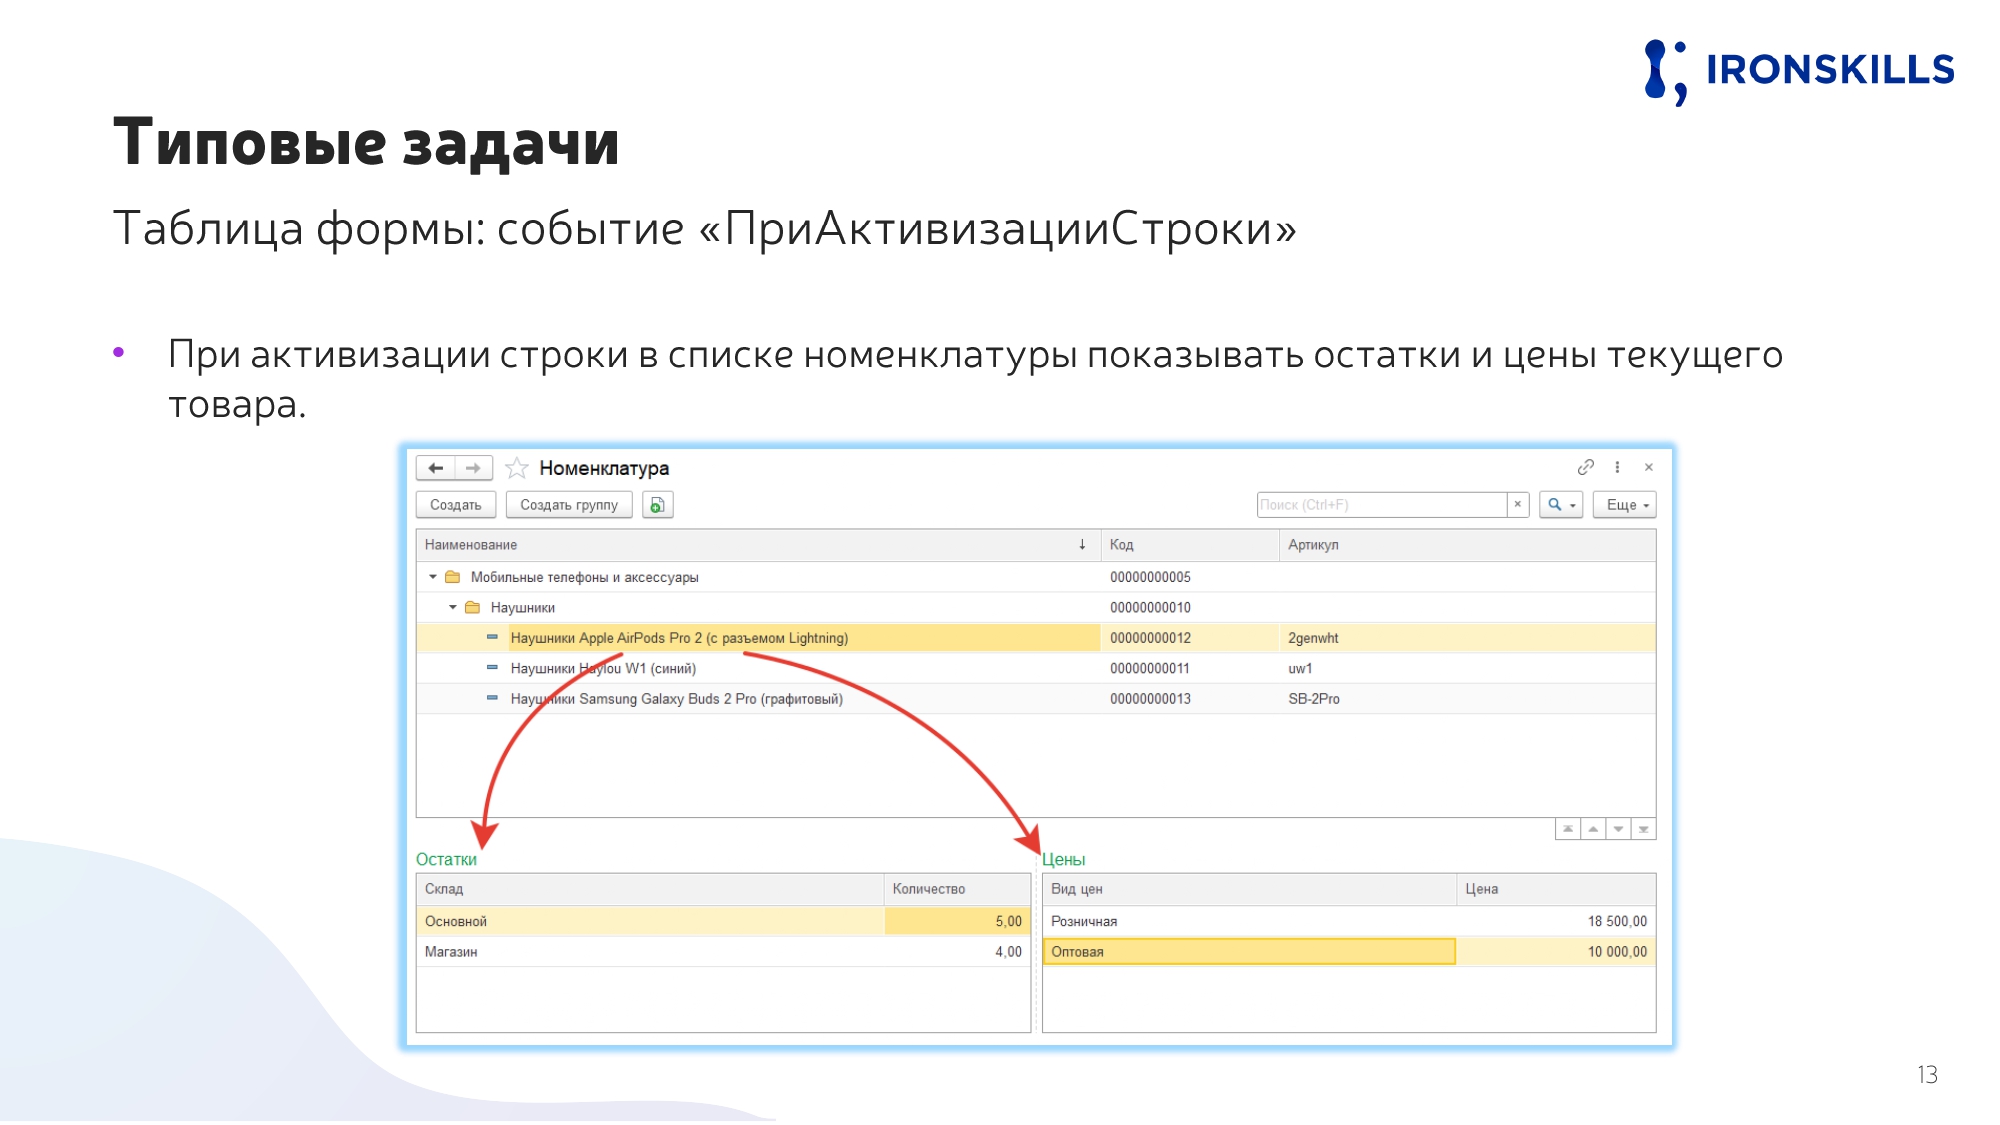 IRONSKILLS
Типовые задачи
Таблица формы: событие «ПриАктивизацииСтроки»
• При активизации строки в списке номенклатуры показывать остатки и цены текущего
товара.
Номенклатура
Создать Создать группу Поиск (Ctrl+F) Еще
Наименование Код Артикул
Мобильные телефоны и аксессуары 00000000005
Наушники 00000000010
Наушники Apple AirPods Pro 2 (с разъемом Lightning) 00000000012 2genwht
Наушники Haylou W1 (синий) 00000000011 uw1
Наушники Samsung Galaxy Buds 2 Pro (графитовый) 00000000013 SB-2Pro
Остатки Цены
Склад Количество Вид цен Цена
Основной 5,00 Розничная 18 500,00
Магазин 4,00 Оптовая 10 000,00
13